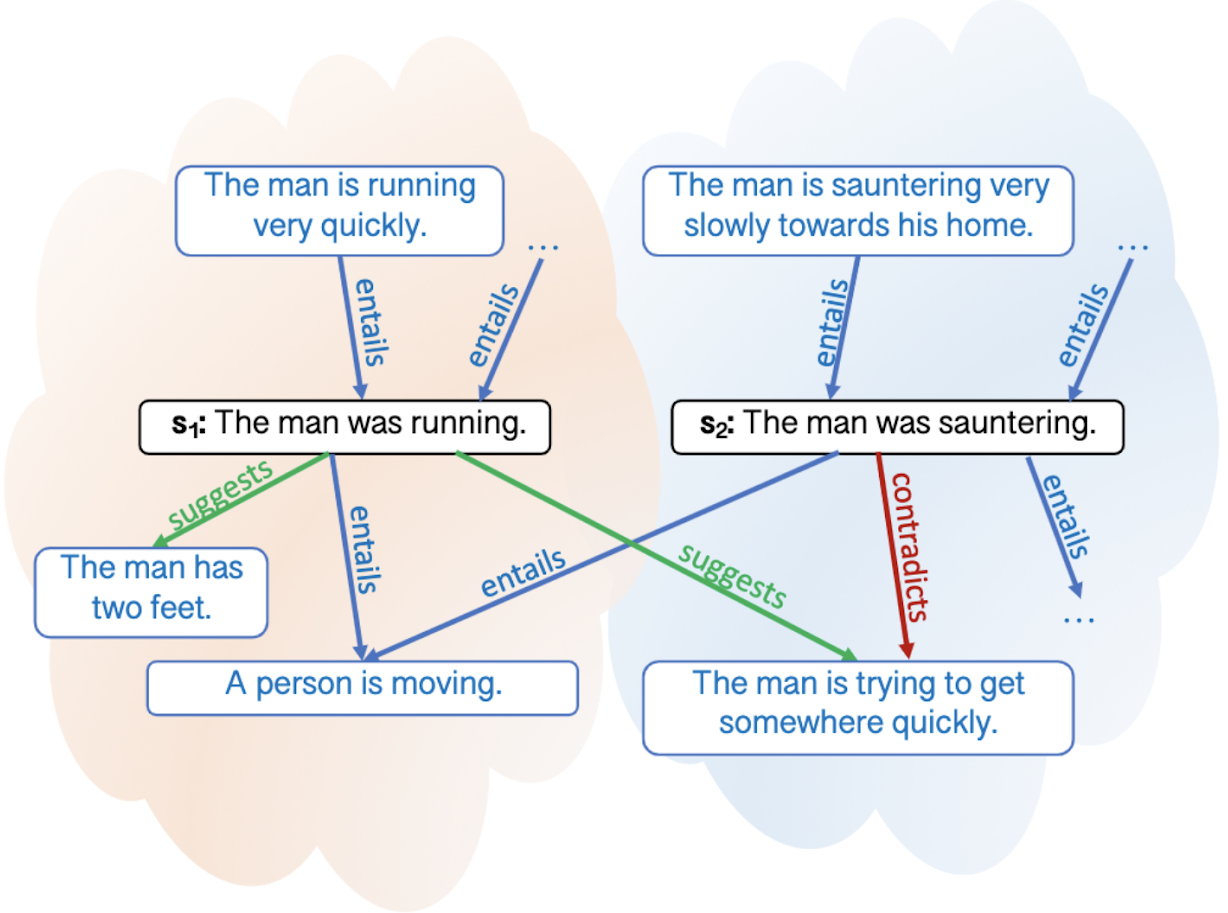 The man is running
very quickly.
The man is sauntering very
slowly towards his home.
...
...
entails
entails
entails
entails
s₁: The man was running.
s₂: The man was sauntering.
suggests
entails
entails
suggests
contradicts
entails
The man has
two feet.
...
A person is moving.
The man is trying to get
somewhere quickly.